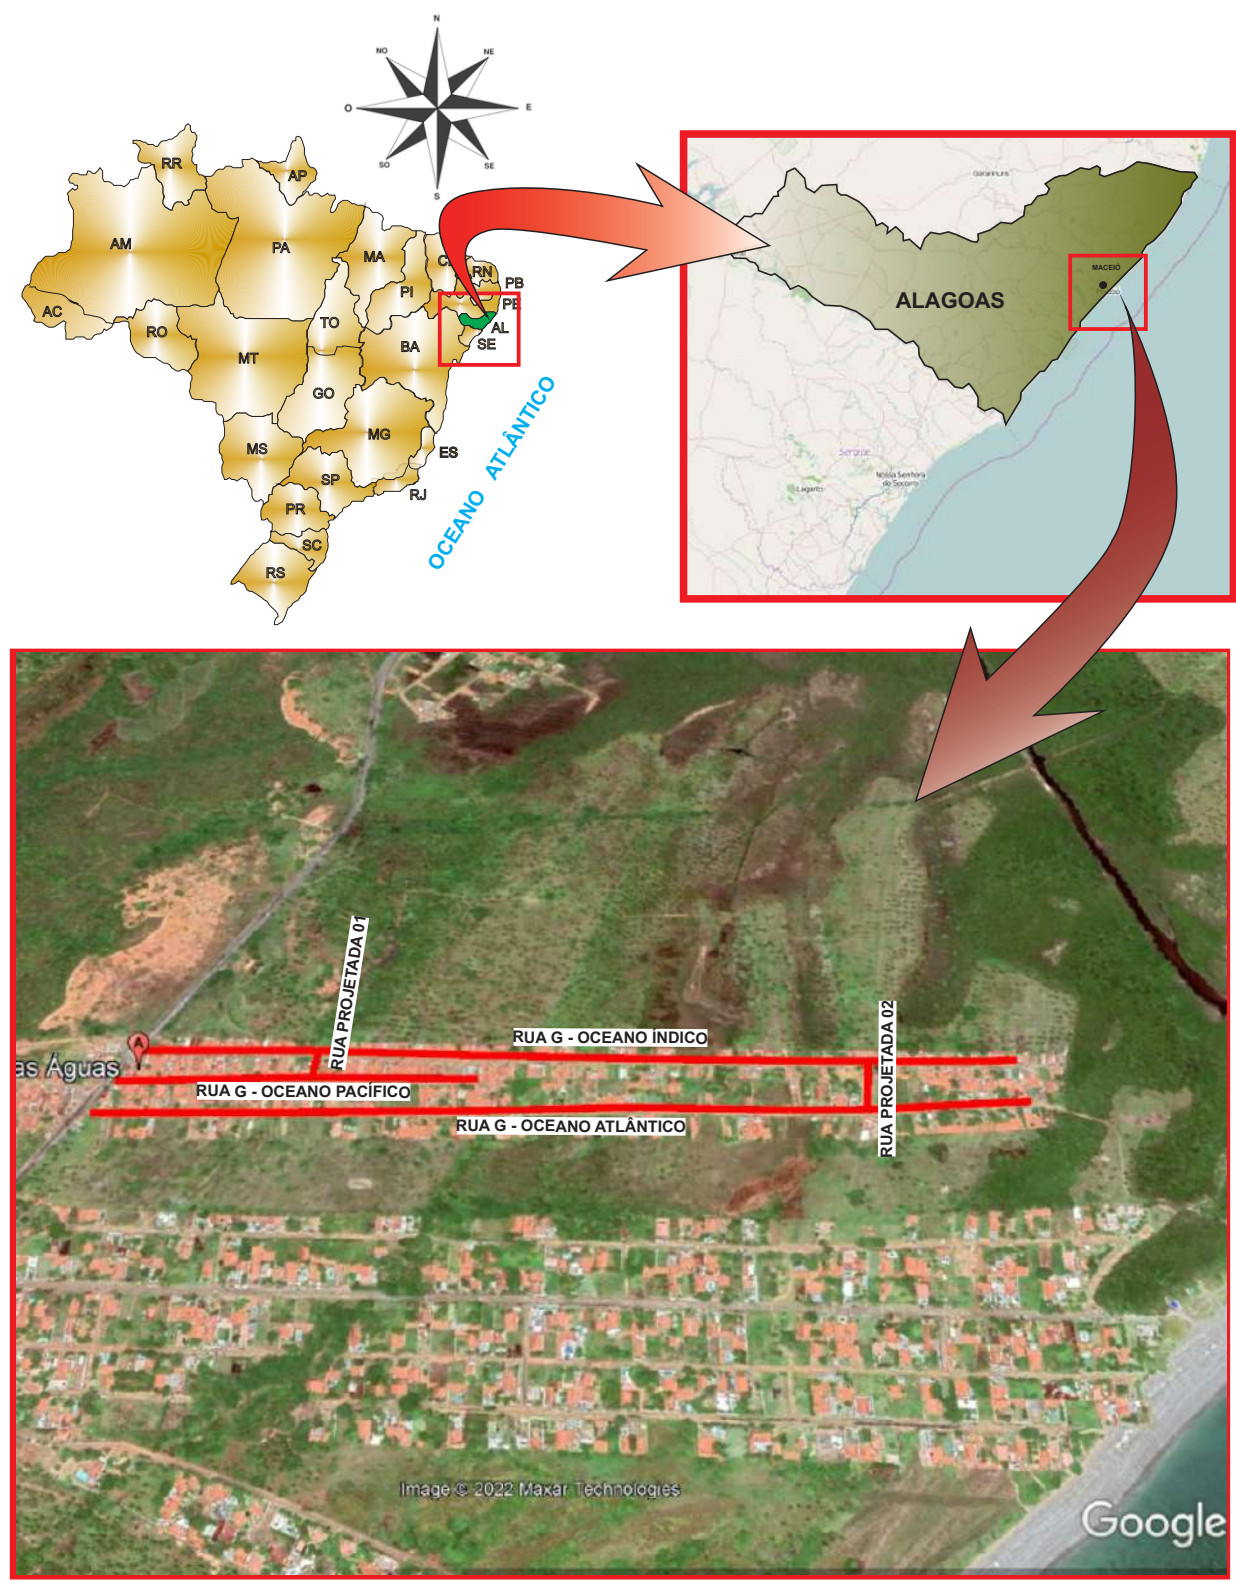 N
NO
NE
O
E
SO
SE
S
RR
AP
AM
PA
MA
C
RN
PB
PI
PE
AC
RO
TO
AL
SE
MT
BA
GO
MG
MS
ES
SP
RJ
PR
SC
RS
OCEANO ATLÂNTICO
Garanhuns
MACEIÓ
ALAGOAS
Sergipe
Nossa Senhora
do Socorro
Lagarto
RUA PROJETADA 01
RUA PROJETADA 02
RUA G - OCEANO ÍNDICO
A
as Águas
RUA G - OCEANO PACÍFICO
RUA G - OCEANO ATLÂNTICO
Image © 2022 Maxar Technologies
Google